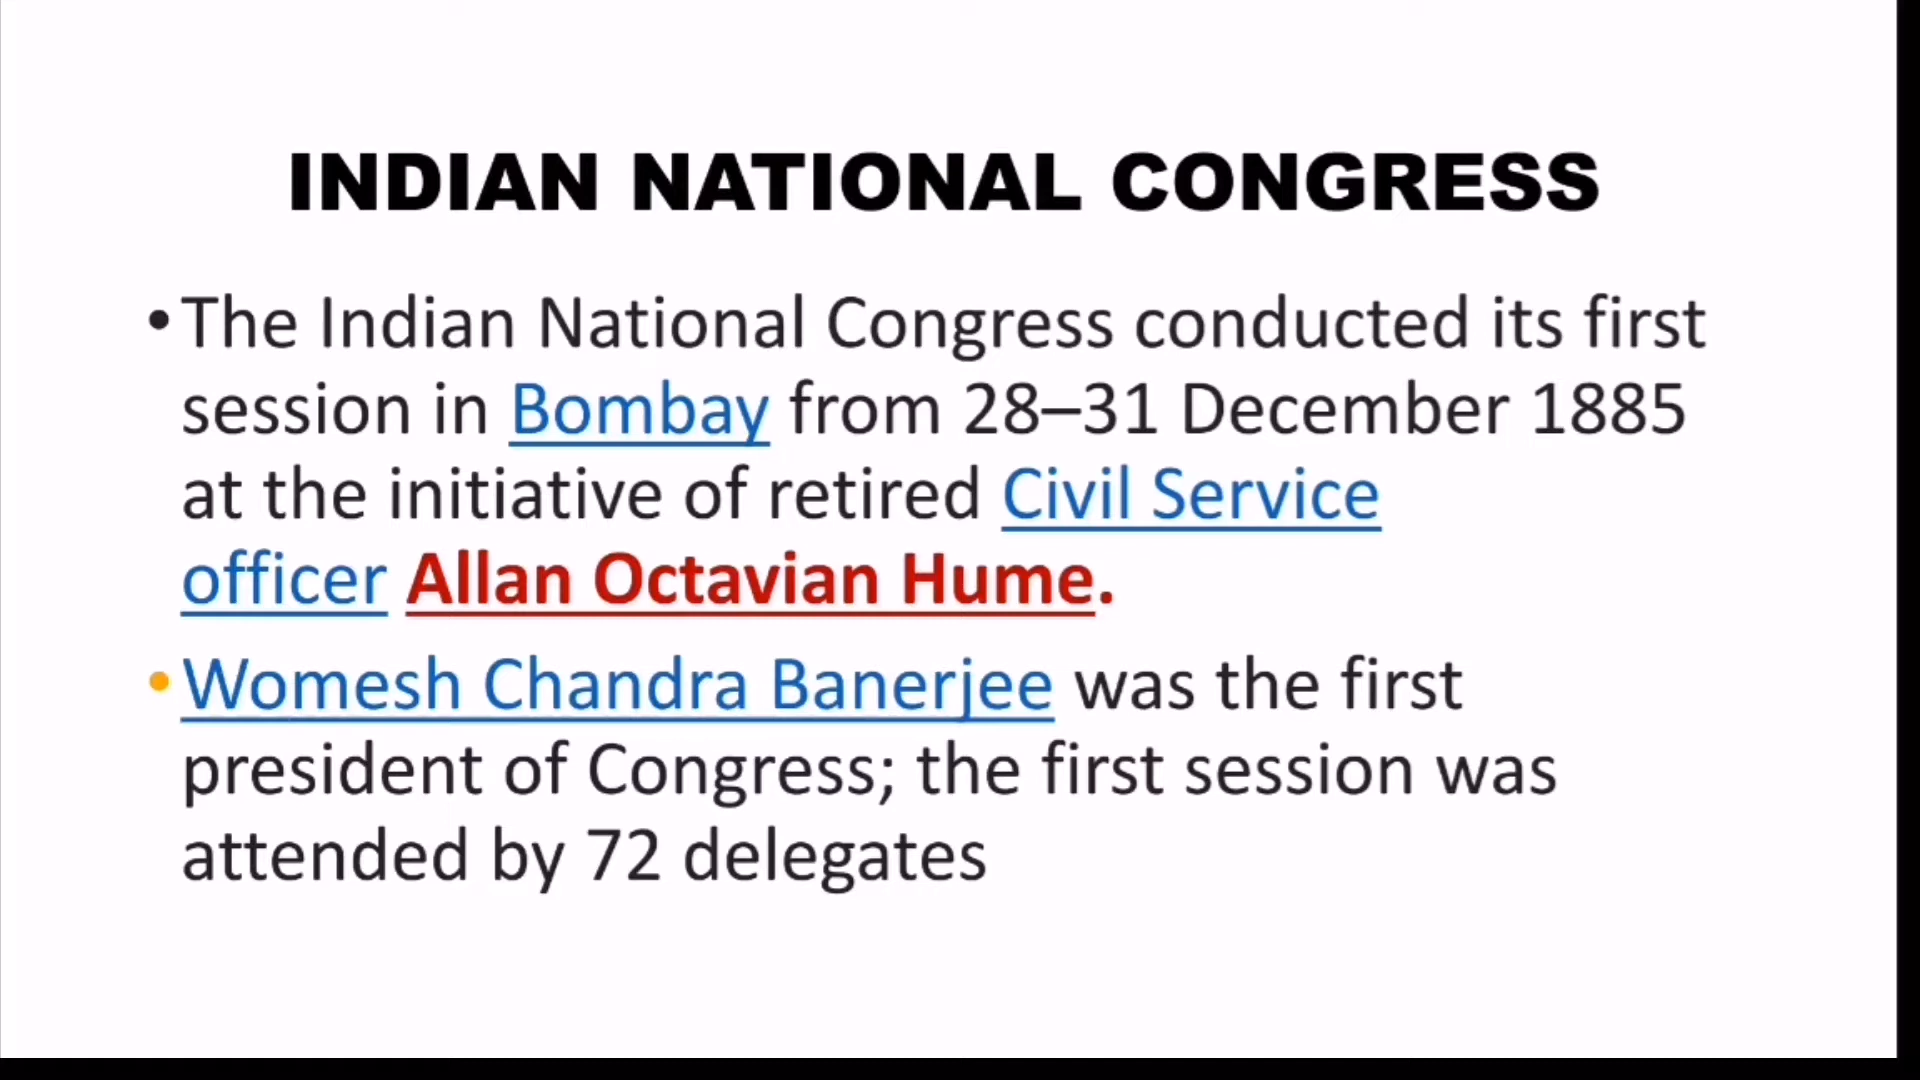 INDIAN NATIONAL CONGRESS
•The Indian National Congress conducted its first
session in Bombay from 28–31 December 1885
at the initiative of retired Civil Service
officer Allan Octavian Hume.
•Womesh Chandra Banerjee was the first
president of Congress; the first session was
attended by 72 delegates